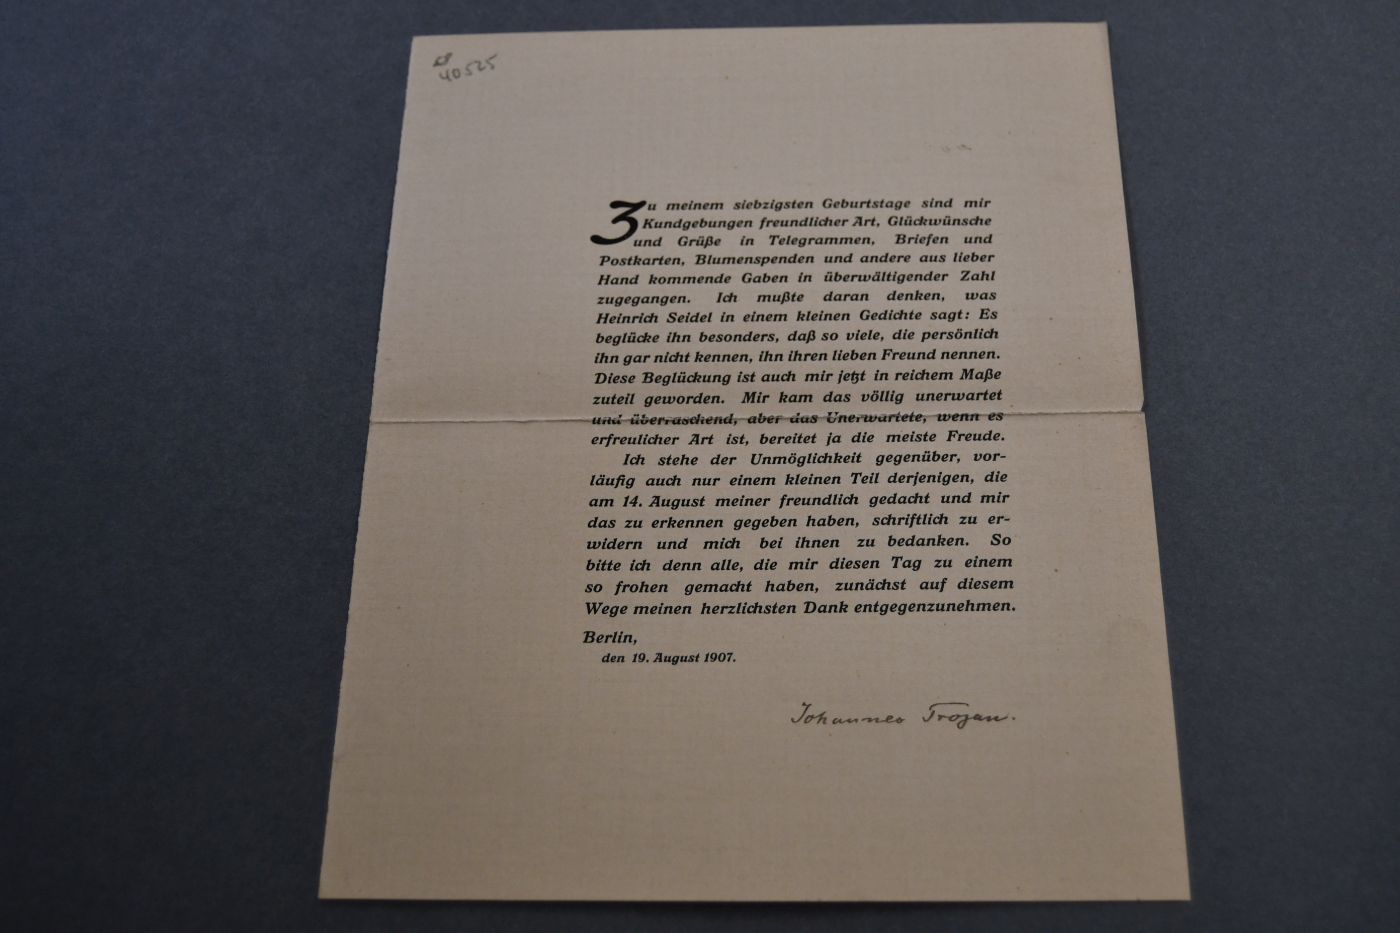 40525
Zu meinem siebzigsten Geburtstage sind mir
Kundgebungen freundlicher Art, Glückwünsche
und Grüße in Telegrammen, Briefen und
Postkarten, Blumenspenden und andere aus lieber
Hand kommende Gaben in überwältigender Zahl
zugegangen. Ich mußte daran denken, was
Heinrich Seidel in einem kleinen Gedichte sagt: Es
beglücke ihn besonders, daß so viele, die persönlich
ihn gar nicht kennen, ihn ihren lieben Freund nennen.
Diese Beglückung ist auch mir jetzt in reichem Maße
zuteil geworden. Mir kam das völlig unerwartet
und überraschend, aber das Unerwartete, wenn es
erfreulicher Art ist, bereitet ja die meiste Freude.
Ich stehe der Unmöglichkeit gegenüber, vor-
läufig auch nur einem kleinen Teil derjenigen, die
am 14. August meiner freundlich gedacht und mir
das zu erkennen gegeben haben, schriftlich zu er-
widern und mich bei ihnen zu bedanken. So
bitte ich denn alle, die mir diesen Tag zu einem
so frohen gemacht haben, zunächst auf diesem
Wege meinen herzlichsten Dank entgegenzunehmen.
Berlin,
den 19. August 1907.
Johannes Trojan.